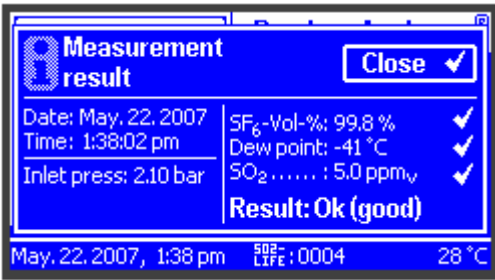 Measurement
result
Close
Date: May. 22. 2007
Time: 1:38:02 pm
Inlet press: 2.10 bar
SF₆-Vol-%: 99.8 %
Dew point: -41 °C
SO₂...... : 5.0 ppmᵥ
Result: Ok (good)
May. 22. 2007, 1:38 pm
SO2-
LIFE :0004
28 °C